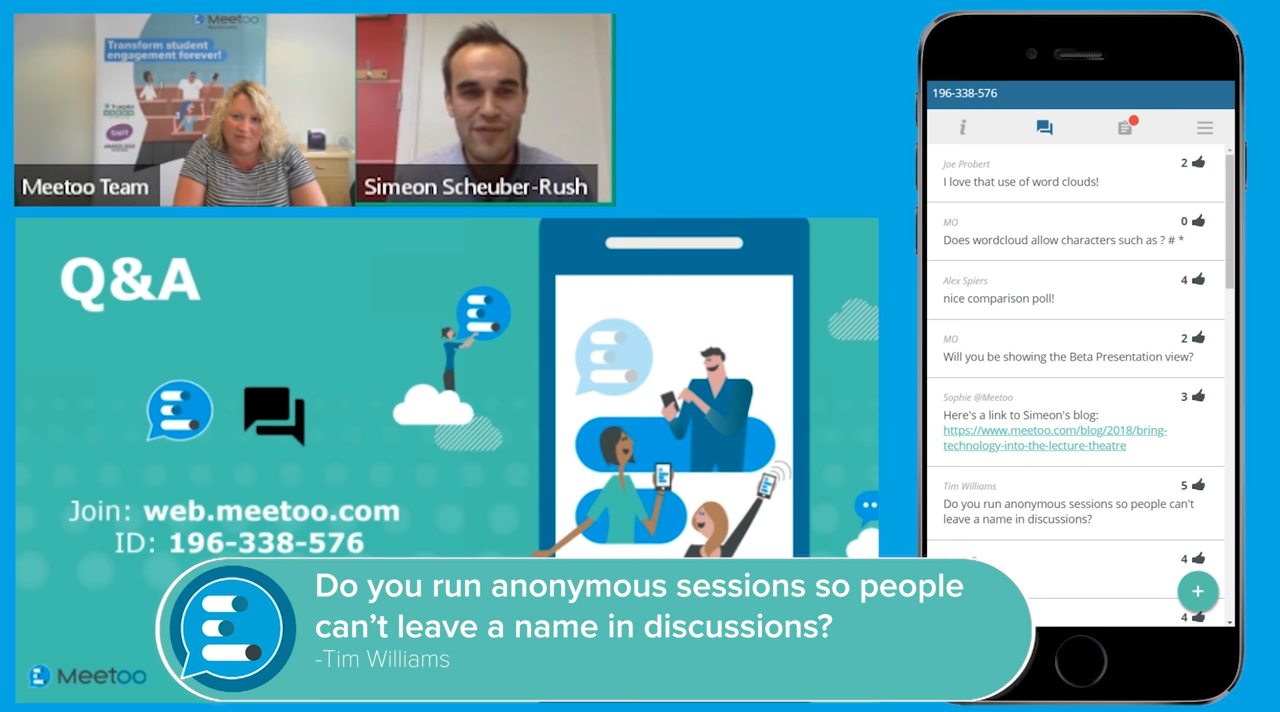 Meetoo
Transform student
engagement forever!
Meetoo Team
Simeon Scheuber-Rush
Q&A
Join: web.meetoo.com
ID: 196-338-576
Meetoo
Do you run anonymous sessions so people
can’t leave a name in discussions?
-Tim Williams
196-338-576
i
Joe Probert 2
I love that use of word clouds!
MO 0
Does wordcloud allow characters such as ? # *
Alex Spiers 4
nice comparison poll!
MO 2
Will you be showing the Beta Presentation view?
Sophie @Meetoo 3
Here's a link to Simeon's blog:
https://www.meetoo.com/blog/2018/bring-
technology-into-the-lecture-theatre
Tim Williams 5
Do you run anonymous sessions so people can't
leave a name in discussions?
4
+
4